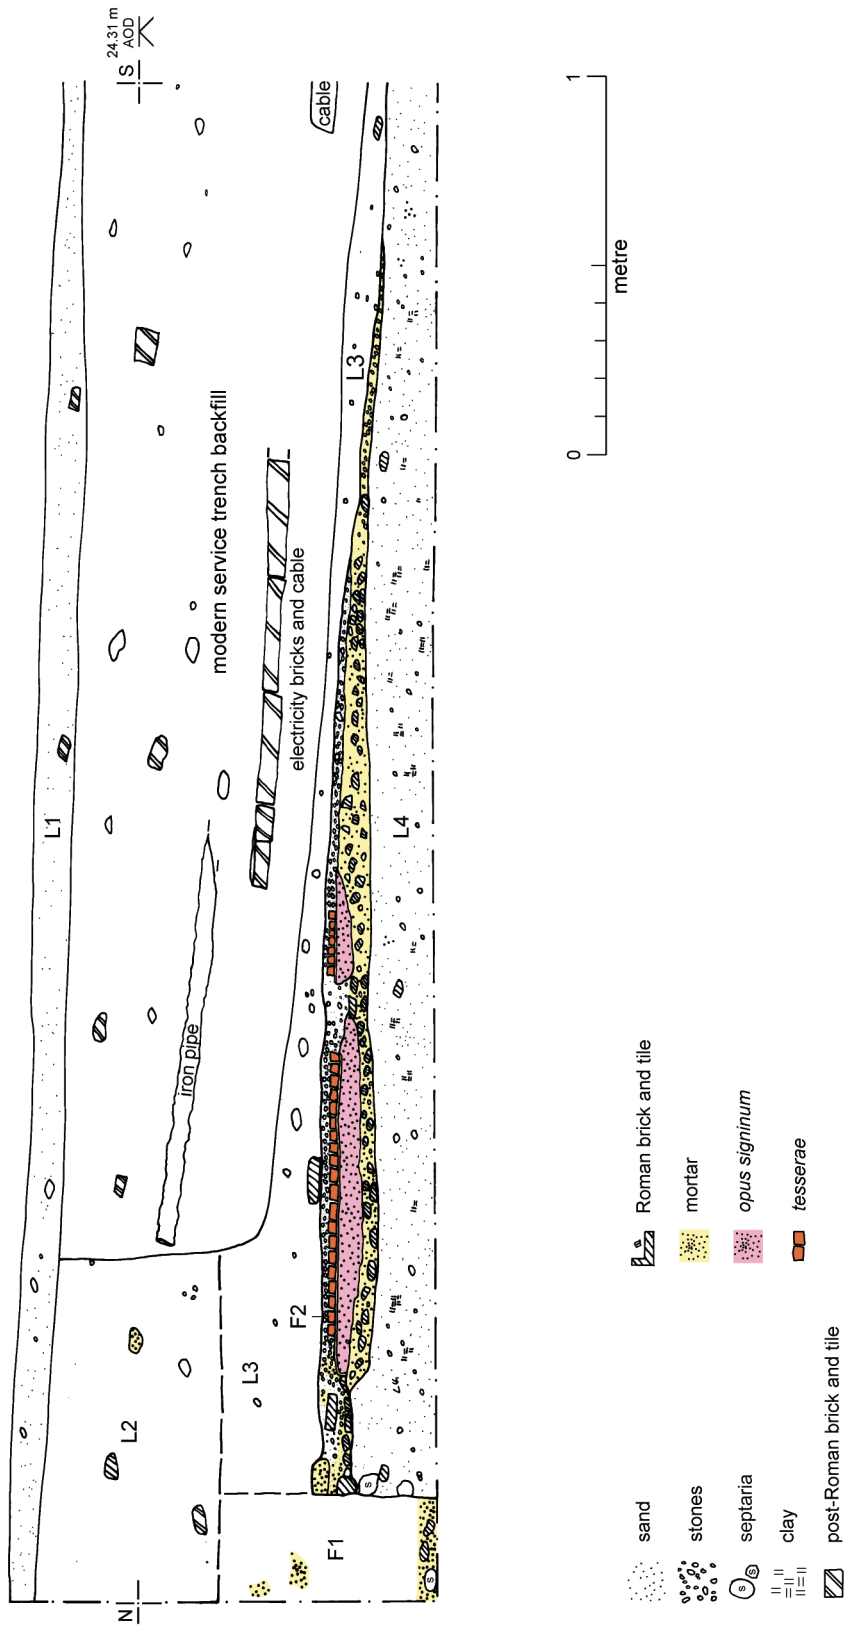 N
S
24.31 m
AOD
L1
L2
L3
L3
L4
F1
F2
iron pipe
modern service trench backfill
electricity bricks and cable
cable
0
1
metre
sand
stones
s
s
septaria
clay
post-Roman brick and tile
Roman brick and tile
mortar
opus signinum
tesserae
s
s